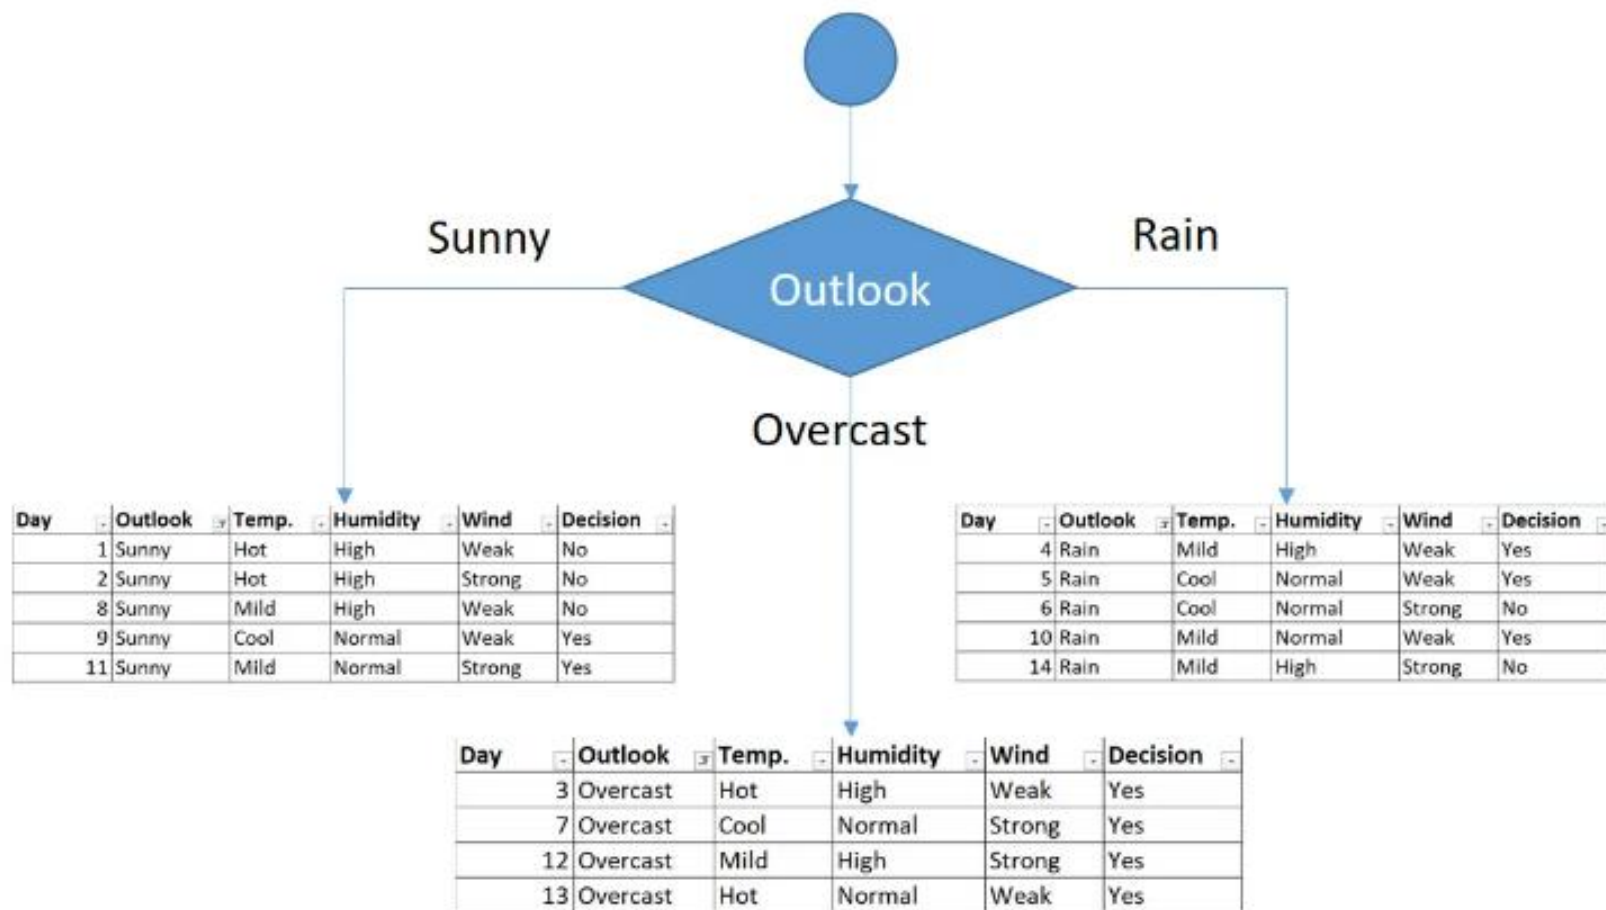 Sunny
Rain
Outlook
Overcast
Day Outlook Temp. Humidity Wind Decision
1 Sunny Hot High Weak No
2 Sunny Hot High Strong No
8 Sunny Mild High Weak No
9 Sunny Cool Normal Weak Yes
11 Sunny Mild Normal Strong Yes
Day Outlook Temp. Humidity Wind Decision
4 Rain Mild High Weak Yes
5 Rain Cool Normal Weak Yes
6 Rain Cool Normal Strong No
10 Rain Mild Normal Weak Yes
14 Rain Mild High Strong No
Day Outlook Temp. Humidity Wind Decision
3 Overcast Hot High Weak Yes
7 Overcast Cool Normal Strong Yes
12 Overcast Mild High Strong Yes
13 Overcast Hot Normal Weak Yes